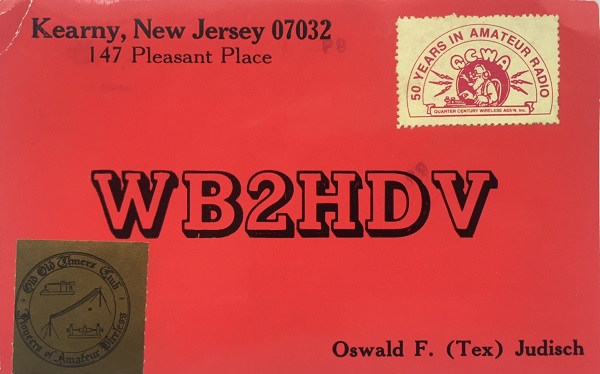 Kearny, New Jersey 07032
147 Pleasant Place
50 YEARS IN AMATEUR RADIO
QCWA
QUARTER CENTURY WIRELESS ASS'N, Inc.
WB2HDV
Old Old Timers Club
Pioneers of Amateur Wireless
Oswald F. (Tex) Judisch